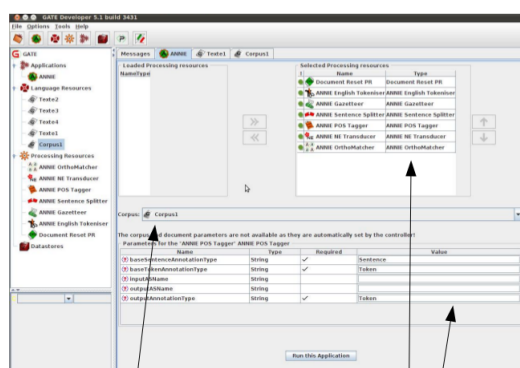 GATE Developer 5.1 build 3431
File Options Tools Help
GATE
Applications
ANNIE
Language Resources
Texte2
Texte3
Texte4
Texte1
Corpus1
Processing Resources
ANNIE OrthoMatcher
ANNIE NE Transducer
ANNIE POS Tagger
ANNIE Sentence Splitter
ANNIE Gazetteer
ANNIE English Tokeniser
Document Reset PR
Datastores
Messages ANNIE Texte1 Corpus1
Loaded Processing resources
Name Type
Selected Processing resources
! Name Type
Document Reset PR Document Reset PR
ANNIE English Tokeniser ANNIE English Tokeniser
ANNIE Gazetteer ANNIE Gazetteer
ANNIE Sentence Splitter ANNIE Sentence Splitter
ANNIE POS Tagger ANNIE POS Tagger
ANNIE NE Transducer ANNIE NE Transducer
ANNIE OrthoMatcher ANNIE OrthoMatcher
Corpus: Corpus1
The corpus and document parameters are not available as they are automatically set by the controller!
Parameters for the 'ANNIE POS Tagger' ANNIE POS Tagger
Name Type Required Value
(?) baseSentenceAnnotationType String ✓ Sentence
(?) baseTokenAnnotationType String ✓ Token
(?) inputASName String
(?) outputASName String
(?) outputAnnotationType String ✓ Token
Run this Application